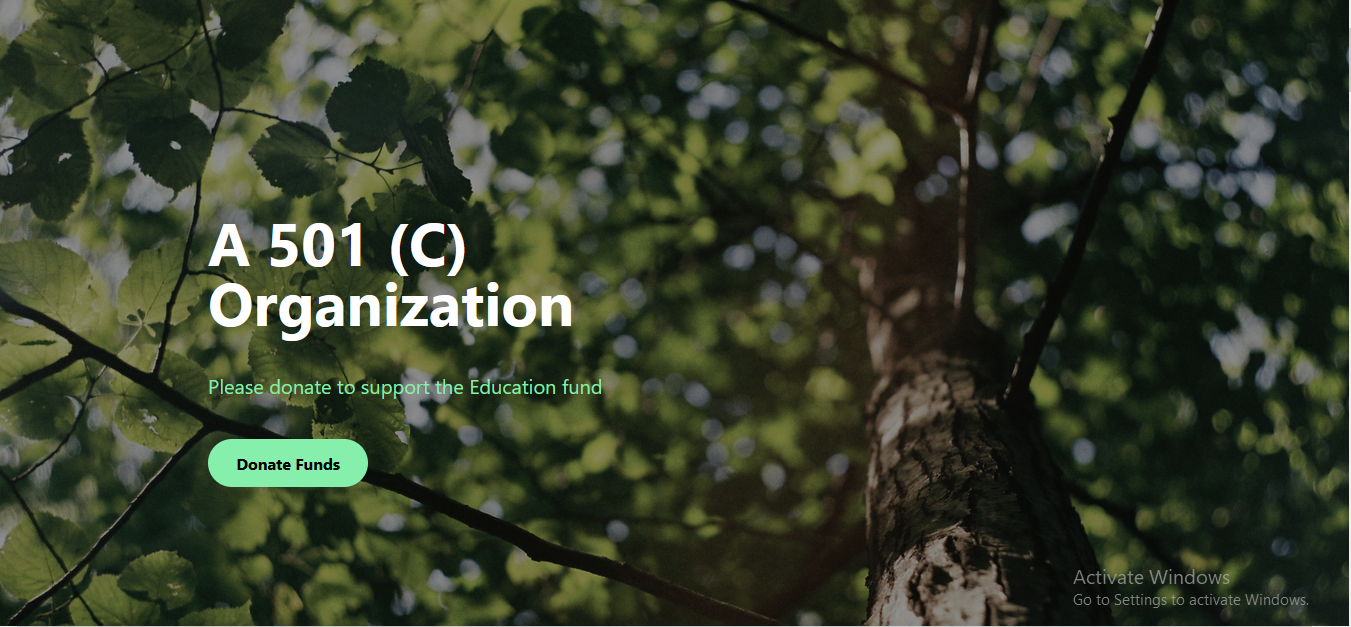 A 501 (C)
Organization
Please donate to support the Education fund
Donate Funds
Activate Windows
Go to Settings to activate Windows.